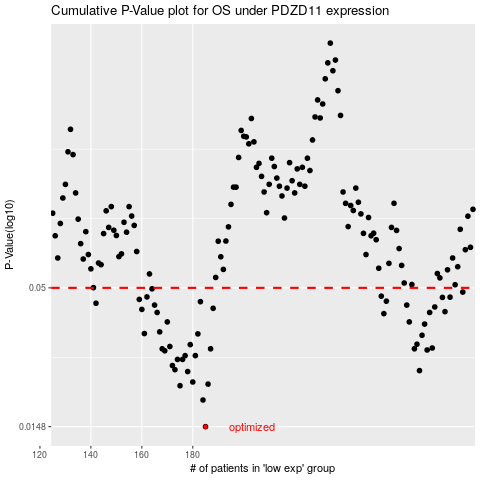 Cumulative P-Value plot for OS under PDZD11 expression
P-Value(log10)
0.05
0.0148
optimized
120 140 160 180
# of patients in 'low exp' group